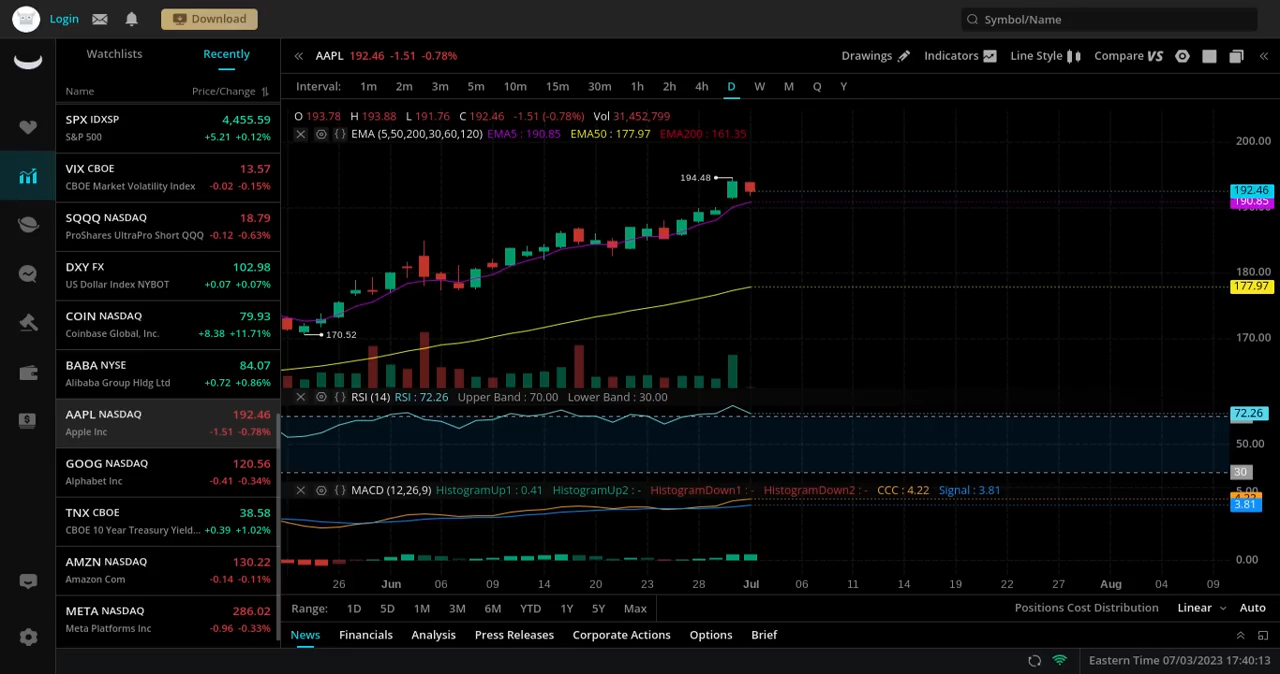 Login
Download
Symbol/Name
Watchlists Recently
Name Price/Change
SPX IDXSP 4,455.59
S&P 500 +5.21 +0.12%
VIX CBOE 13.57
CBOE Market Volatility Index -0.02 -0.15%
SQQQ NASDAQ 18.79
ProShares UltraPro Short QQQ -0.12 -0.63%
DXY FX 102.98
US Dollar Index NYBOT +0.07 +0.07%
COIN NASDAQ 79.93
Coinbase Global, Inc. +8.38 +11.71%
BABA NYSE 84.07
Alibaba Group Hldg Ltd +0.72 +0.86%
AAPL NASDAQ 192.46
Apple Inc -1.51 -0.78%
GOOG NASDAQ 120.56
Alphabet Inc -0.41 -0.34%
TNX CBOE 38.58
CBOE 10 Year Treasury Yield... +0.39 +1.02%
AMZN NASDAQ 130.22
Amazon Com -0.14 -0.11%
META NASDAQ 286.02
Meta Platforms Inc -0.96 -0.33%
AAPL 192.46 -1.51 -0.78%
Drawings Indicators Line Style Compare VS
Interval: 1m 2m 3m 5m 10m 15m 30m 1h 2h 4h D W M Q Y
O 193.78 H 193.88 L 191.76 C 192.46 -1.51 (-0.78%) Vol 31,452,799
EMA (5,50,200,30,60,120) EMA5 : 190.85 EMA50 : 177.97 EMA200 : 161.35
200.00
194.48
192.46
190.85
180.00
177.97
170.52
170.00
RSI (14) RSI : 72.26 Upper Band : 70.00 Lower Band : 30.00
72.26
50.00
30
MACD (12,26,9) HistogramUp1 : 0.41 HistogramUp2 : - HistogramDown1 : - HistogramDown2 : - CCC : 4.22 Signal : 3.81
5.00
4.22
3.81
0.00
26 Jun 06 09 14 20 23 28 Jul 06 11 14 19 22 27 Aug 04 09
Range: 1D 5D 1M 3M 6M YTD 1Y 5Y Max
Positions Cost Distribution Linear Auto
News Financials Analysis Press Releases Corporate Actions Options Brief
Eastern Time 07/03/2023 17:40:13